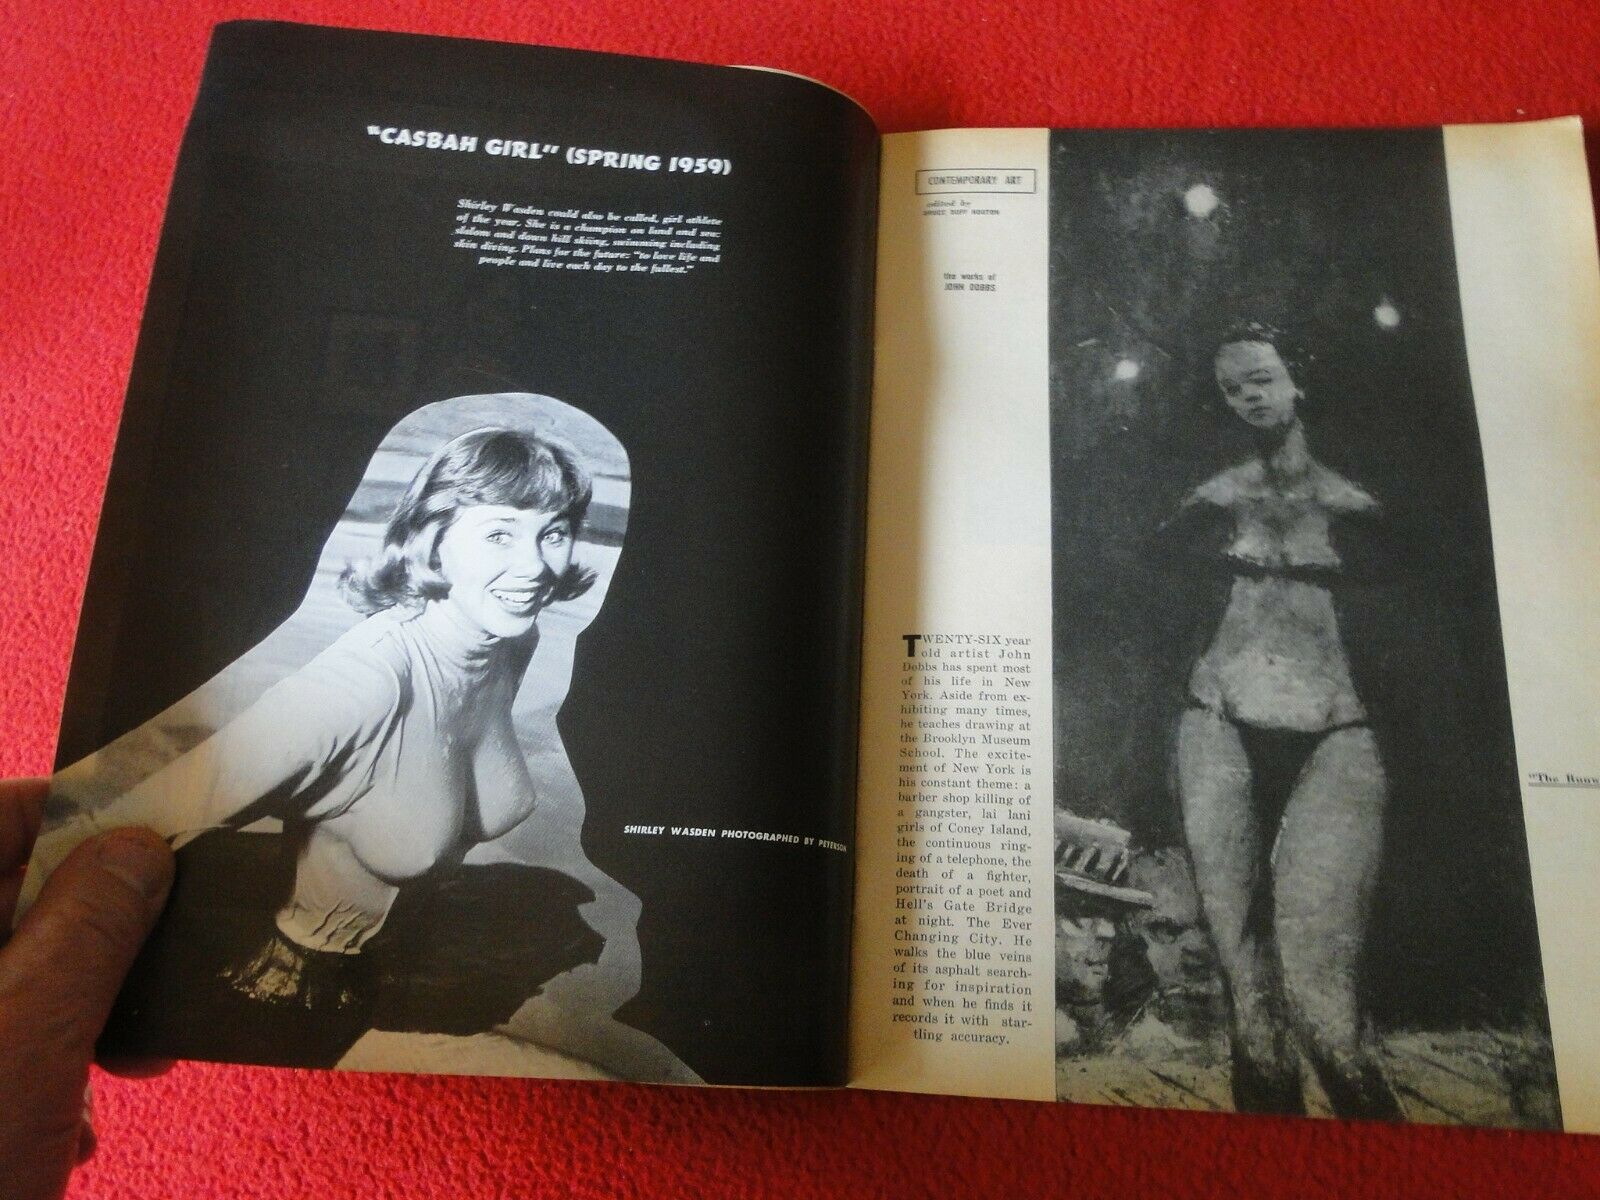 "CASBAH GIRL" (SPRING 1959)
Shirley Wasden could also be called, girl athlete
of the year. She is a champion on land and sea:
slalom and down hill skiing, swimming including
skin diving. Plans for the future: "to love life and
people and live each day to the fullest."
SHIRLEY WASDEN PHOTOGRAPHED BY PETERSON
CONTEMPORARY ART
edited by
BRUCE DUFF HOOTON
the works of
JOHN DOBBS
TWENTY-SIX year
old artist John
Dobbs has spent most
of his life in New
York. Aside from ex-
hibiting many times,
he teaches drawing at
the Brooklyn Museum
School. The excite-
ment of New York is
his constant theme: a
barber shop killing of
a gangster, lai lani
girls of Coney Island,
the continuous ring-
ing of a telephone, the
death of a fighter,
portrait of a poet and
Hell's Gate Bridge
at night. The Ever
Changing City. He
walks the blue veins
of its asphalt search-
ing for inspiration
and when he finds it
records it with star-
tling accuracy.
"The Runw